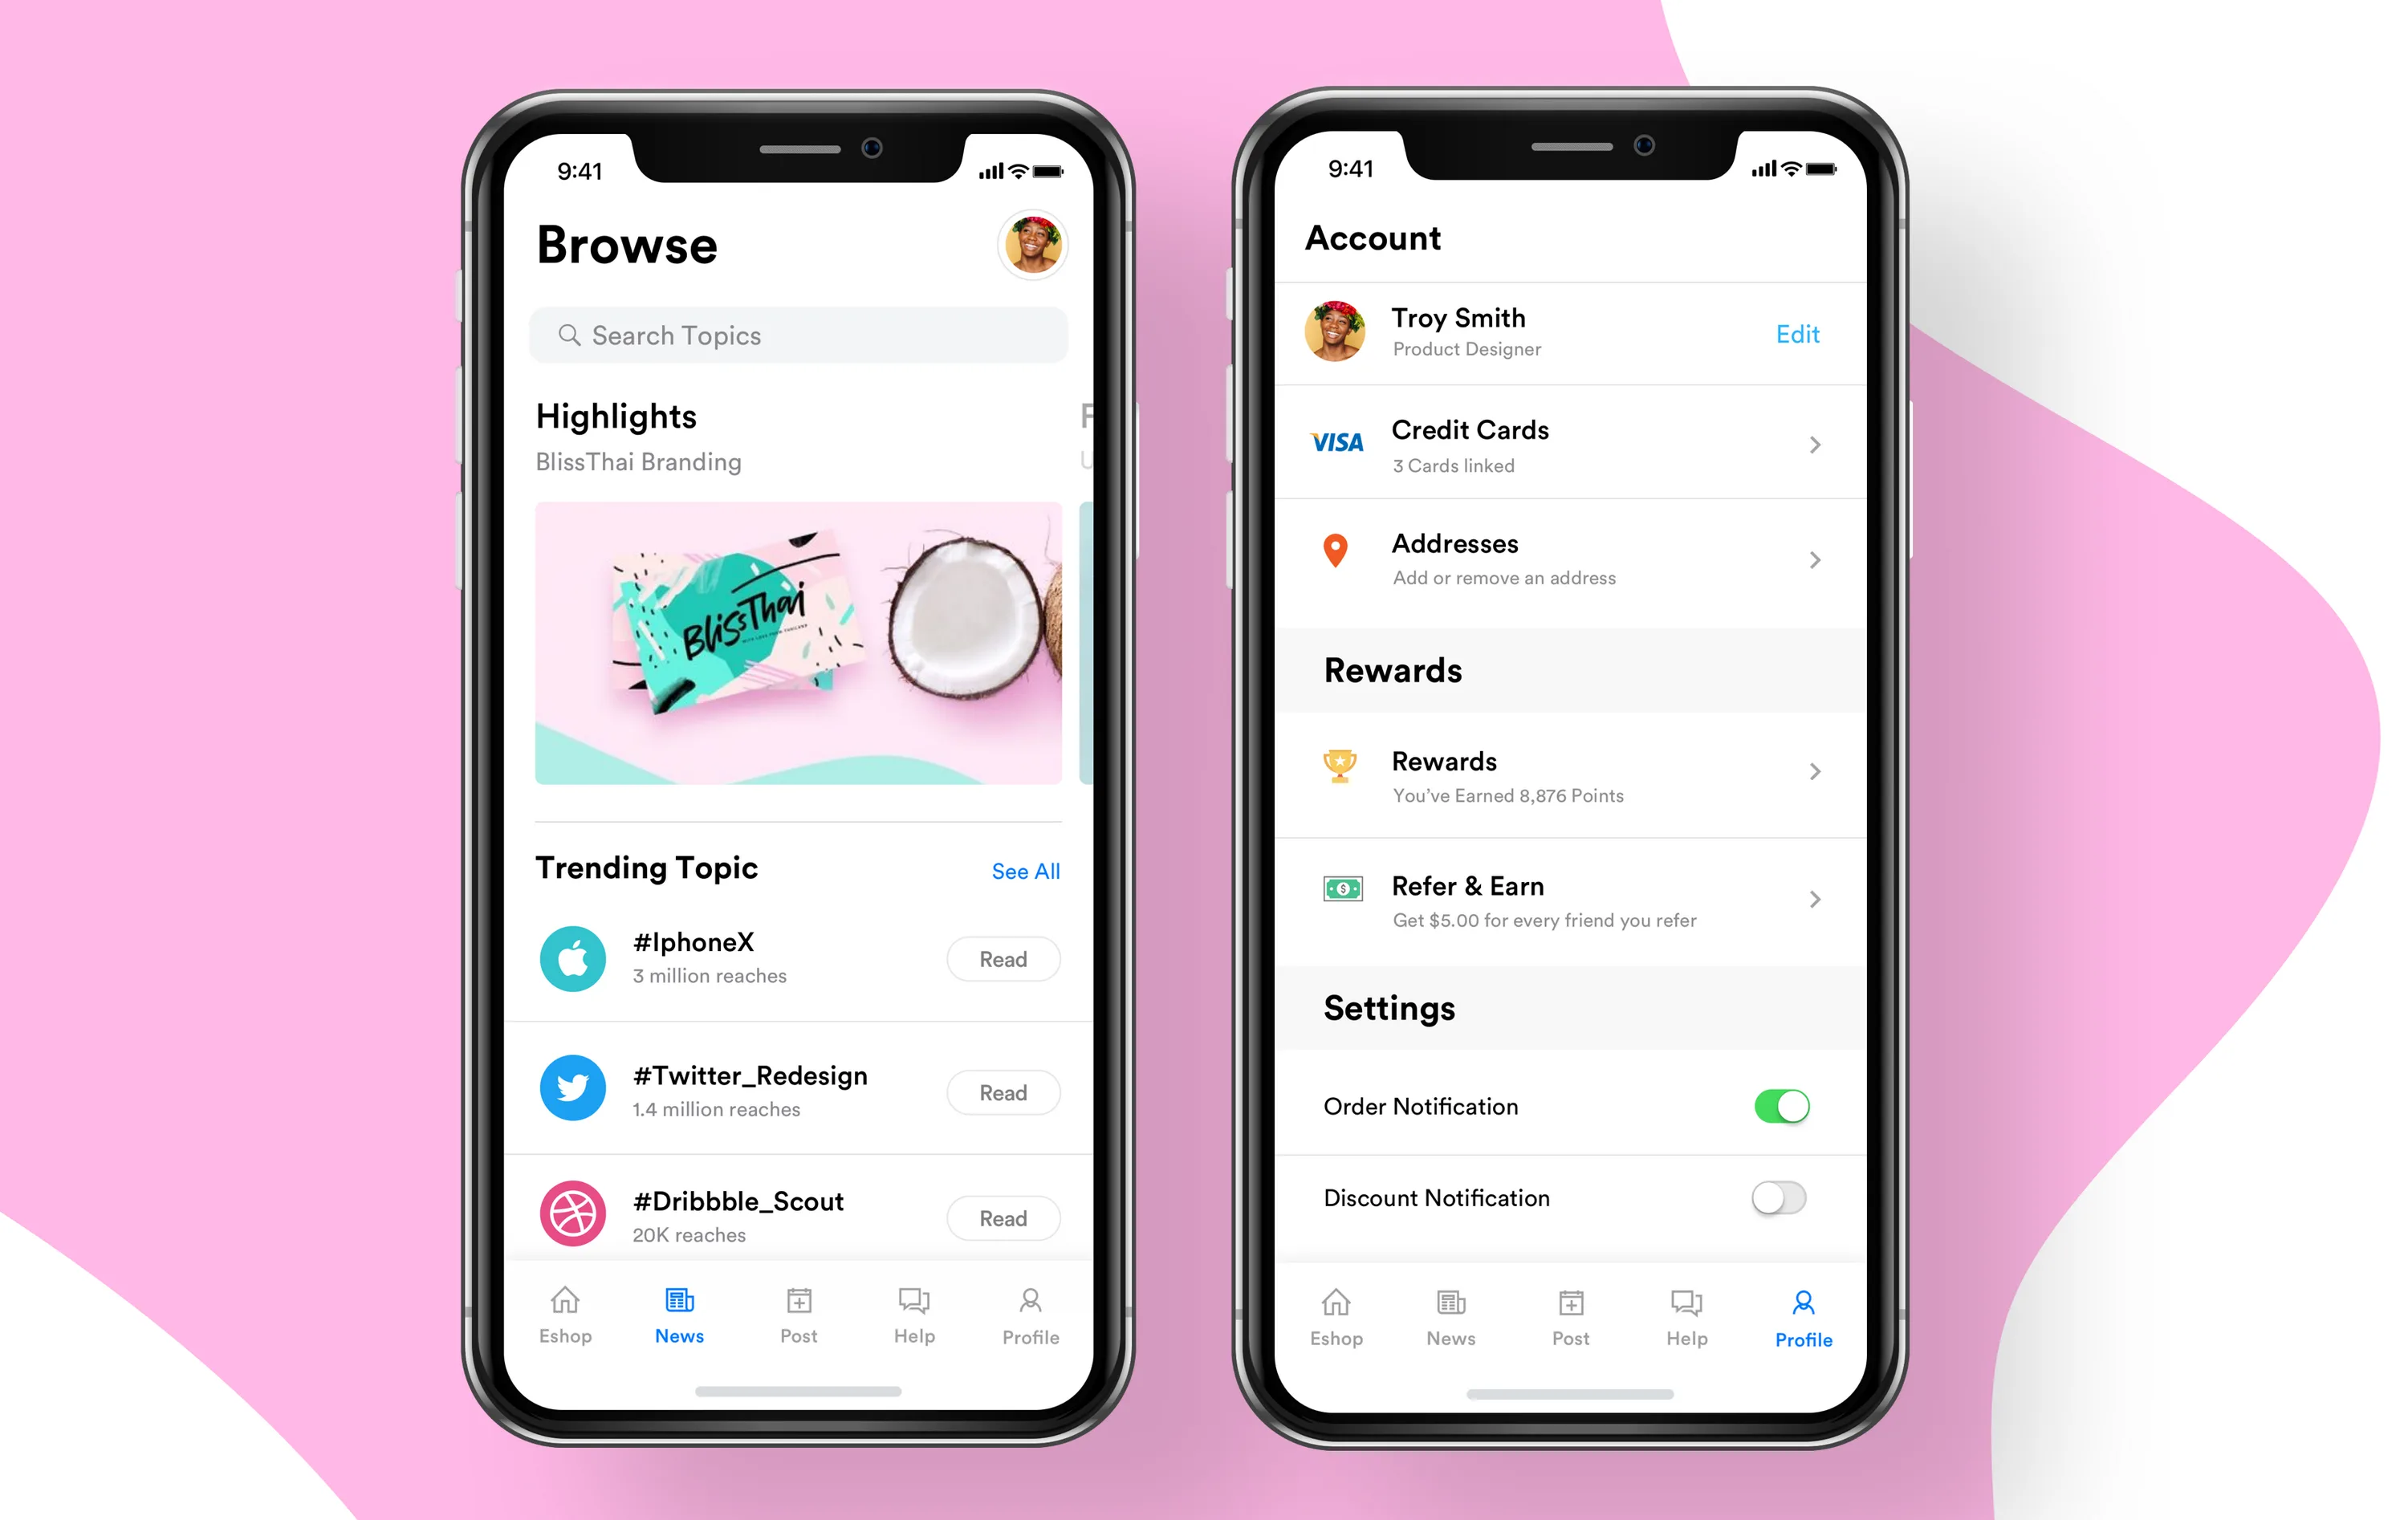 9:41
Browse
Search Topics
Highlights
BlissThai Branding
BlissThai
Trending Topic
See All
#IphoneX
3 million reaches
Read
#Twitter_Redesign
1.4 million reaches
Read
#Dribbble_Scout
20K reaches
Read
Eshop
News
Post
Help
Profile
9:41
Account
Troy Smith
Product Designer
Edit
VISA
Credit Cards
3 Cards linked
Addresses
Add or remove an address
Rewards
Rewards
You’ve Earned 8,876 Points
Refer & Earn
Get $5.00 for every friend you refer
Settings
Order Notification
Discount Notification
Eshop
News
Post
Help
Profile